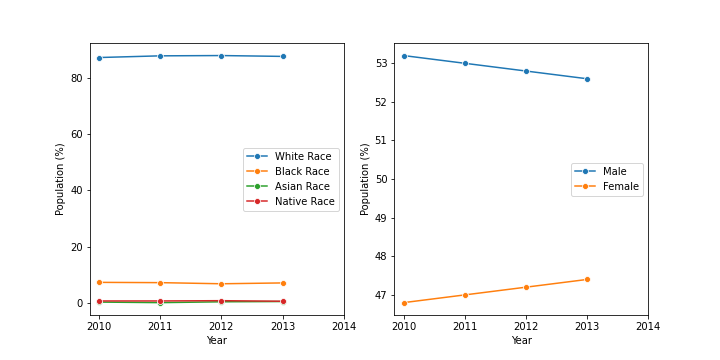 Population (%)
80
60
40
20
0
2010 2011 2012 2013 2014
Year
White Race
Black Race
Asian Race
Native Race
Population (%)
53
52
51
50
49
48
47
2010 2011 2012 2013 2014
Year
Male
Female